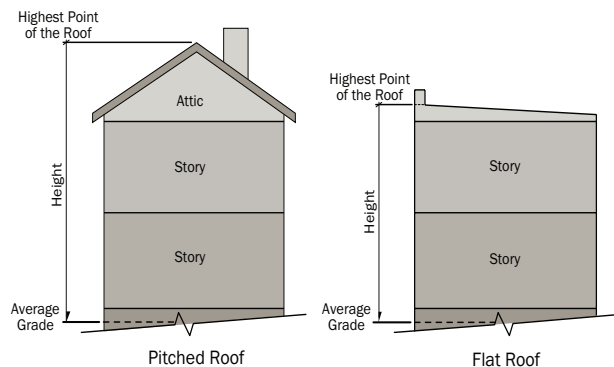 Highest Point
of the Roof
Attic
Story
Height
Story
Average
Grade
Pitched Roof
Highest Point
of the Roof
Story
Height
Story
Average
Grade
Flat Roof